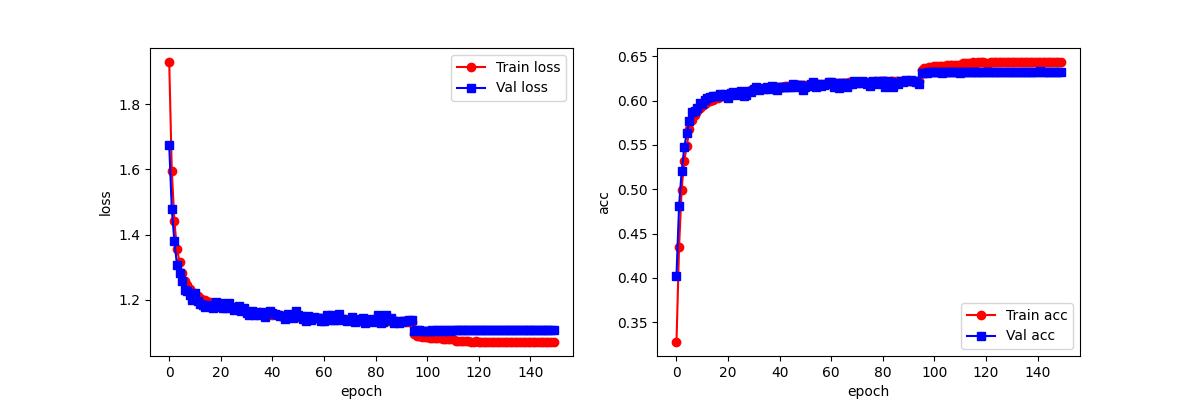 Train loss
Val loss
1.8
1.6
1.4
1.2
loss
0 20 40 60 80 100 120 140
epoch
0.65
0.60
0.55
0.50
0.45
0.40
0.35
acc
Train acc
Val acc
0 20 40 60 80 100 120 140
epoch